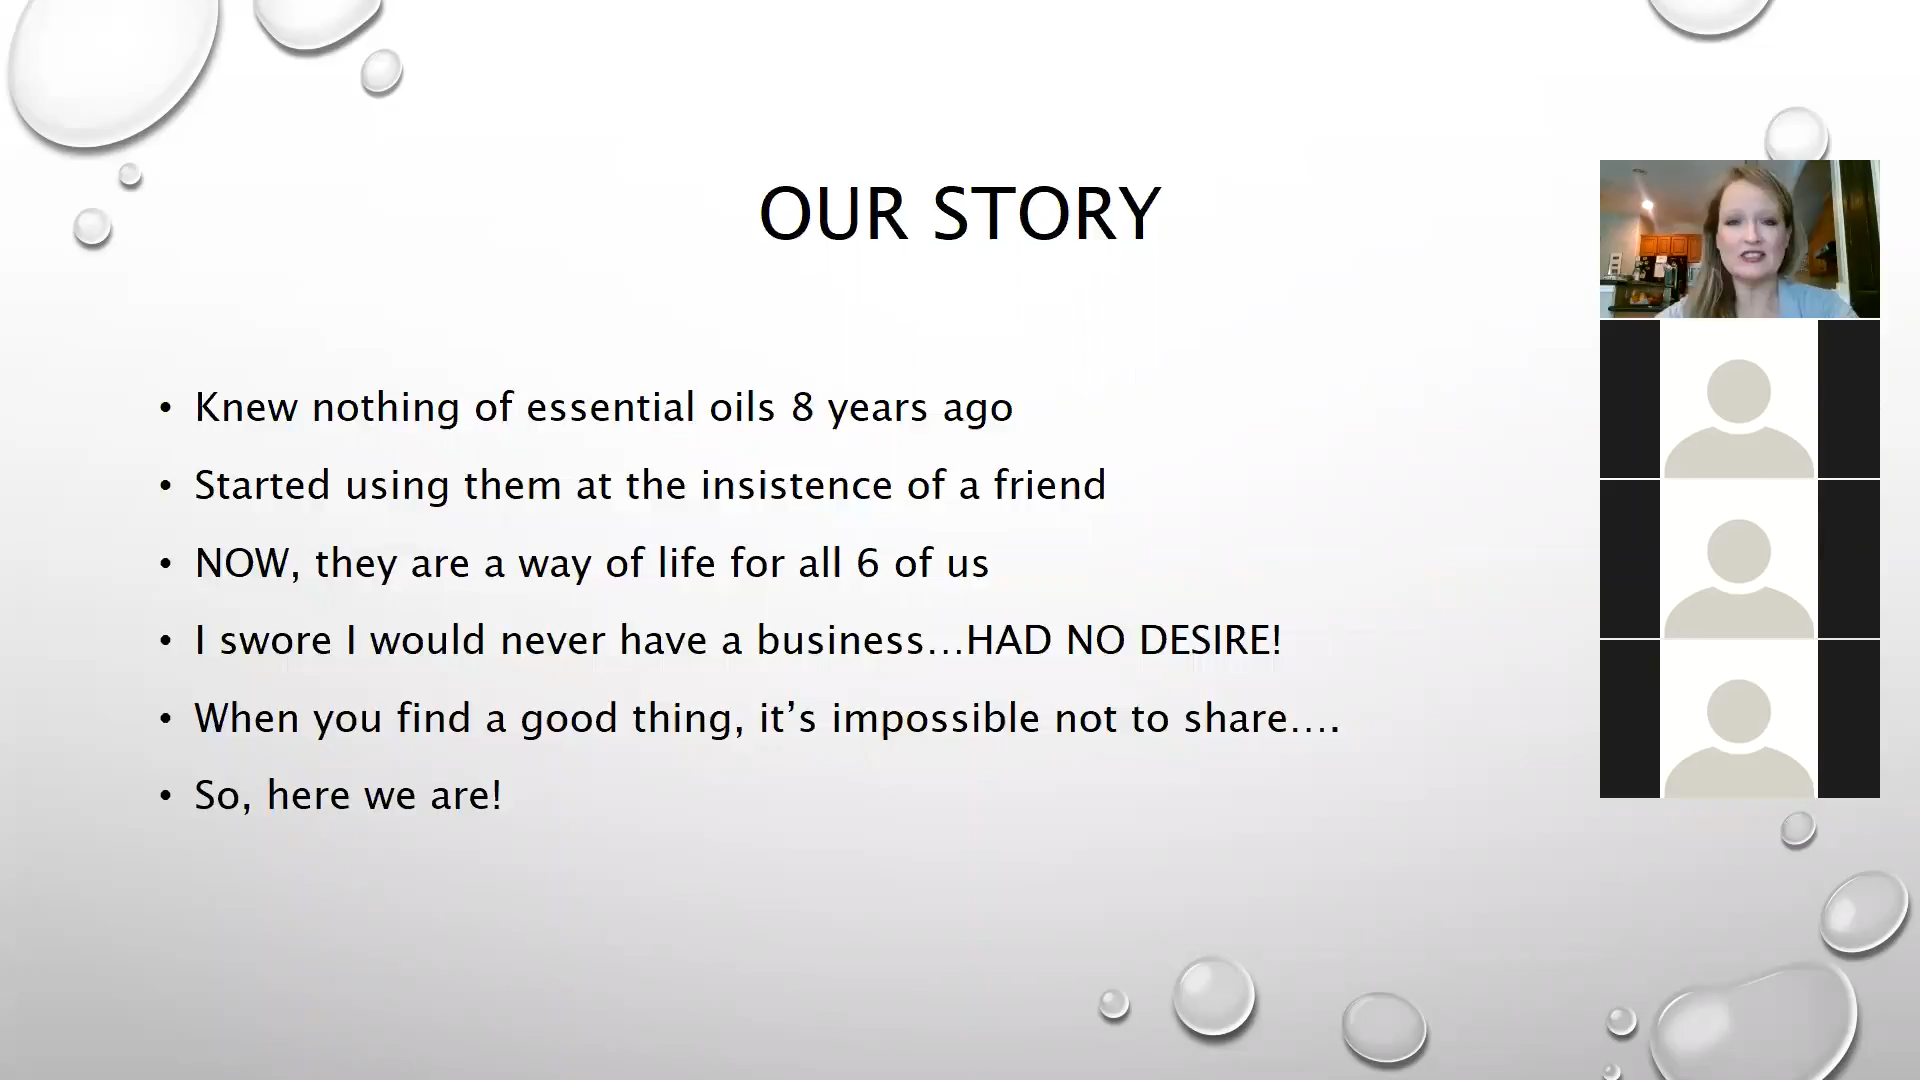 OUR STORY
• Knew nothing of essential oils 8 years ago
• Started using them at the insistence of a friend
• NOW, they are a way of life for all 6 of us
• I swore I would never have a business…HAD NO DESIRE!
• When you find a good thing, it’s impossible not to share….
• So, here we are!